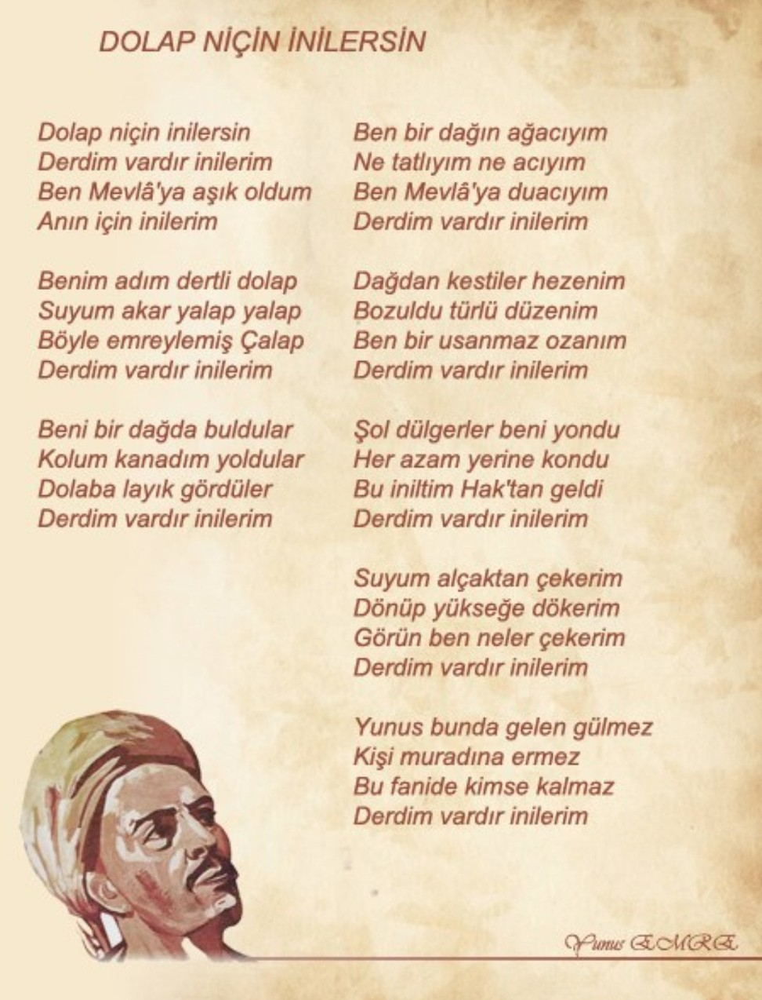 DOLAP NİÇİN İNİLERSİN
Dolap niçin inilersin
Derdim vardır inilerim
Ben Mevlâ'ya aşık oldum
Anın için inilerim
Benim adım dertli dolap
Suyum akar yalap yalap
Böyle emreylemiş Çalap
Derdim vardır inilerim
Beni bir dağda buldular
Kolum kanadım yoldular
Dolaba layık gördüler
Derdim vardır inilerim
Ben bir dağın ağacıyım
Ne tatlıyım ne acıyım
Ben Mevlâ'ya duacıyım
Derdim vardır inilerim
Dağdan kestiler hezenim
Bozuldu türlü düzenim
Ben bir usanmaz ozanım
Derdim vardır inilerim
Şol dülgerler beni yondu
Her azam yerine kondu
Bu iniltim Hak'tan geldi
Derdim vardır inilerim
Suyum alçaktan çekerim
Dönüp yükseğe dökerim
Görün ben neler çekerim
Derdim vardır inilerim
Yunus bunda gelen gülmez
Kişi muradına ermez
Bu fanide kimse kalmaz
Derdim vardır inilerim
Yunus EMRE